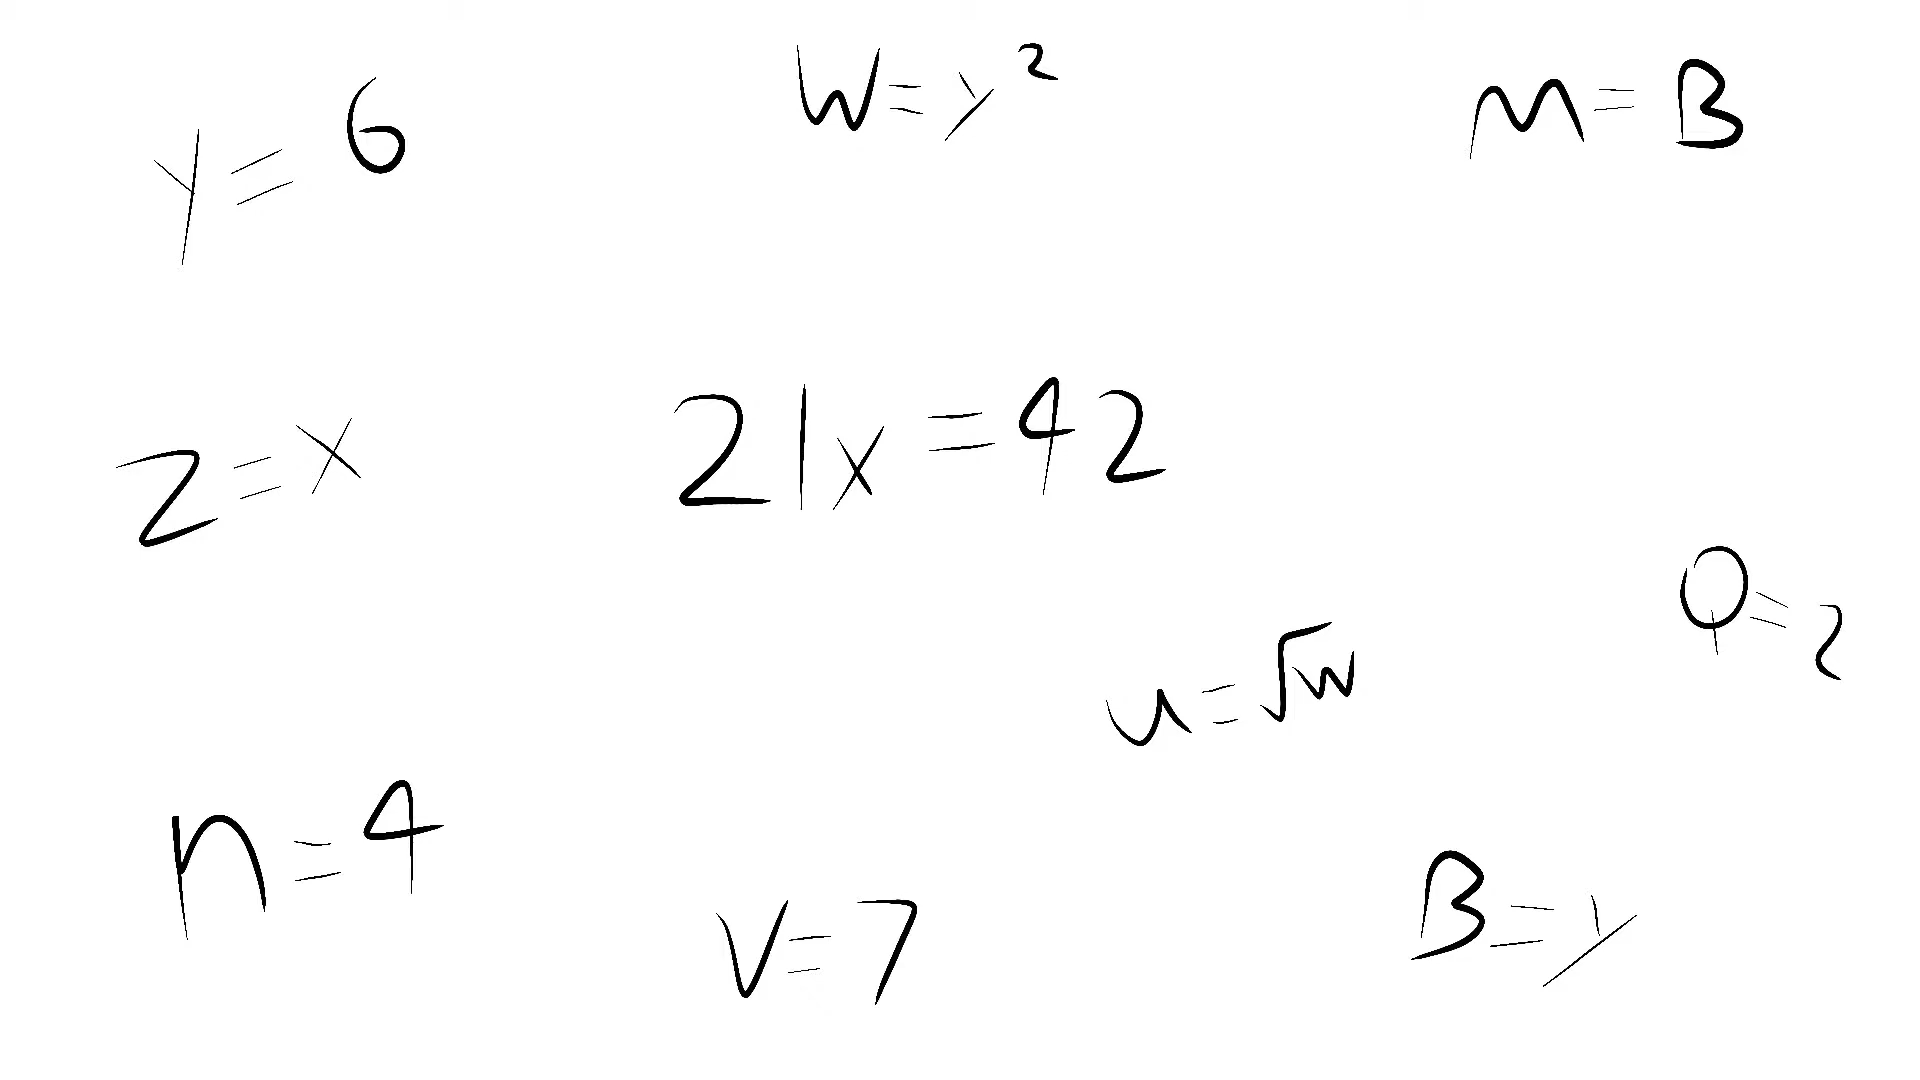 y = 6
W = y²
M = B
z = x
21x = 42
Q = 2
u = √w
n = 4
V = 7
B = y